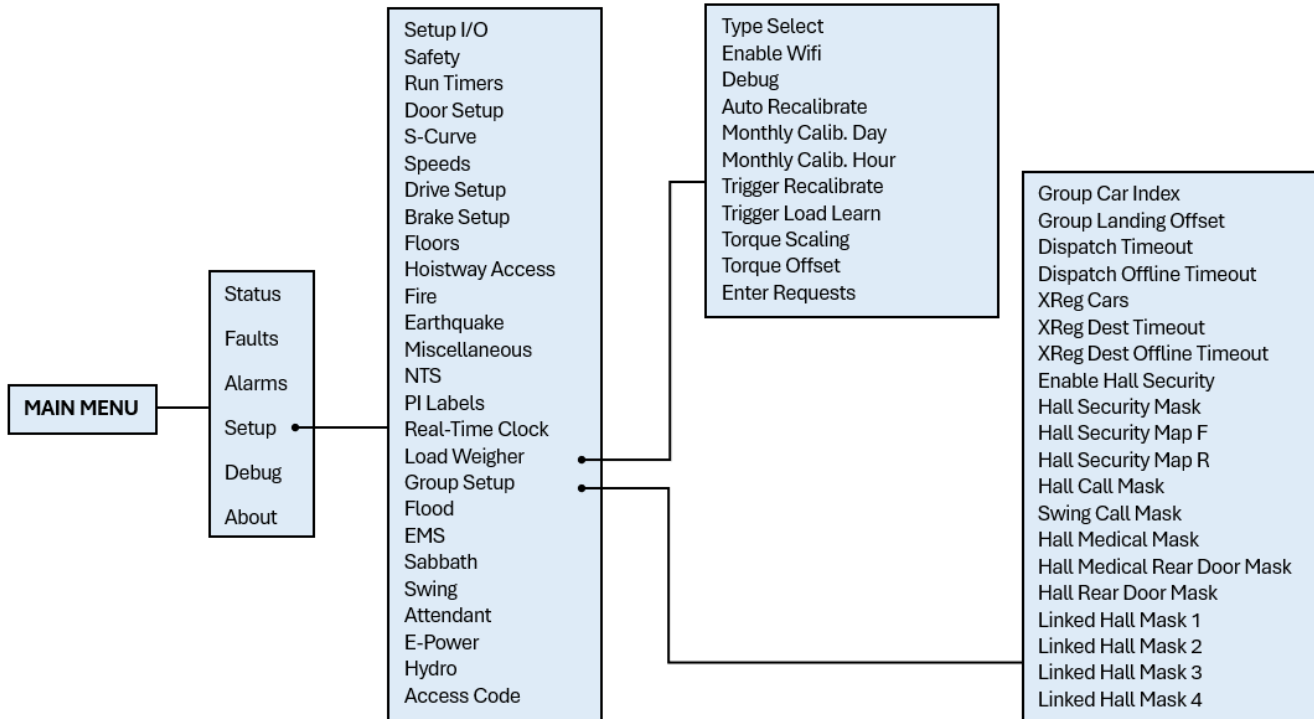 MAIN MENU
Status
Faults
Alarms
Setup
Debug
About
Setup I/O
Safety
Run Timers
Door Setup
S-Curve
Speeds
Drive Setup
Brake Setup
Floors
Hoistway Access
Fire
Earthquake
Miscellaneous
NTS
PI Labels
Real-Time Clock
Load Weigher
Group Setup
Flood
EMS
Sabbath
Swing
Attendant
E-Power
Hydro
Access Code
Type Select
Enable Wifi
Debug
Auto Recalibrate
Monthly Calib. Day
Monthly Calib. Hour
Trigger Recalibrate
Trigger Load Learn
Torque Scaling
Torque Offset
Enter Requests
Group Car Index
Group Landing Offset
Dispatch Timeout
Dispatch Offline Timeout
XReg Cars
XReg Dest Timeout
XReg Dest Offline Timeout
Enable Hall Security
Hall Security Mask
Hall Security Map F
Hall Security Map R
Hall Call Mask
Swing Call Mask
Hall Medical Mask
Hall Medical Rear Door Mask
Hall Rear Door Mask
Linked Hall Mask 1
Linked Hall Mask 2
Linked Hall Mask 3
Linked Hall Mask 4